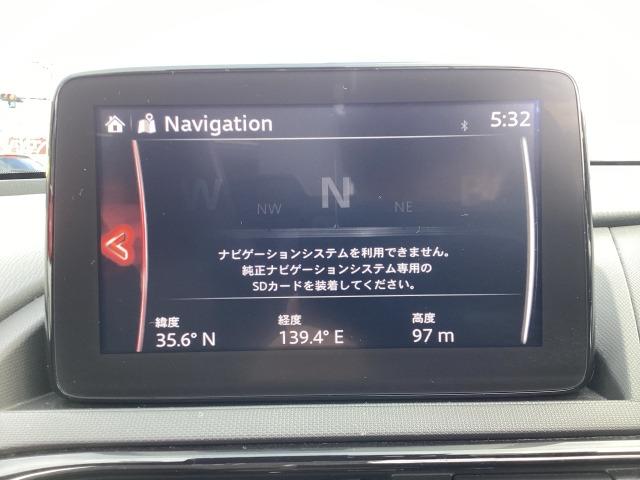 Navigation 5:32
W NW N NE E
ナビゲーションシステムを利用できません。
純正ナビゲーションシステム専用の
SDカードを装着してください。
緯度 経度 高度
35.6° N 139.4° E 97 m